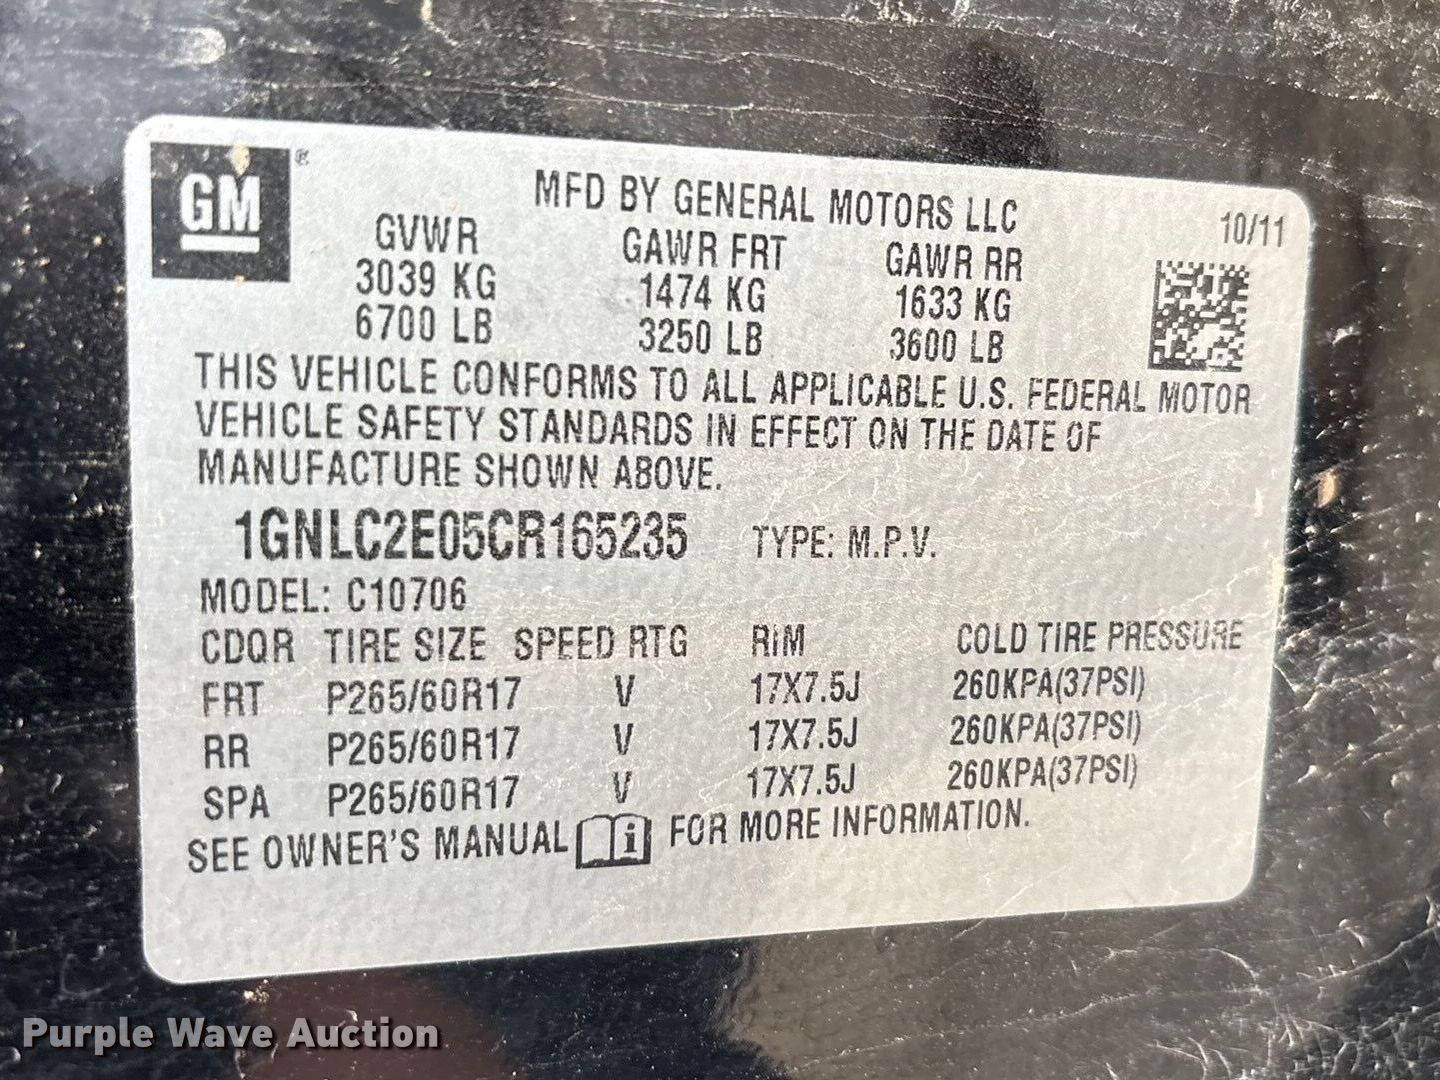 GM®
MFD BY GENERAL MOTORS LLC
10/11
GVWR GAWR FRT GAWR RR
3039 KG 1474 KG 1633 KG
6700 LB 3250 LB 3600 LB
THIS VEHICLE CONFORMS TO ALL APPLICABLE U.S. FEDERAL MOTOR
VEHICLE SAFETY STANDARDS IN EFFECT ON THE DATE OF
MANUFACTURE SHOWN ABOVE.
1GNLC2E05CR165235 TYPE: M.P.V.
MODEL: C10706
CDQR TIRE SIZE SPEED RTG RIM COLD TIRE PRESSURE
FRT P265/60R17 V 17X7.5J 260KPA(37PSI)
RR P265/60R17 V 17X7.5J 260KPA(37PSI)
SPA P265/60R17 V 17X7.5J 260KPA(37PSI)
SEE OWNER'S MANUAL i FOR MORE INFORMATION.
Purple Wave Auction